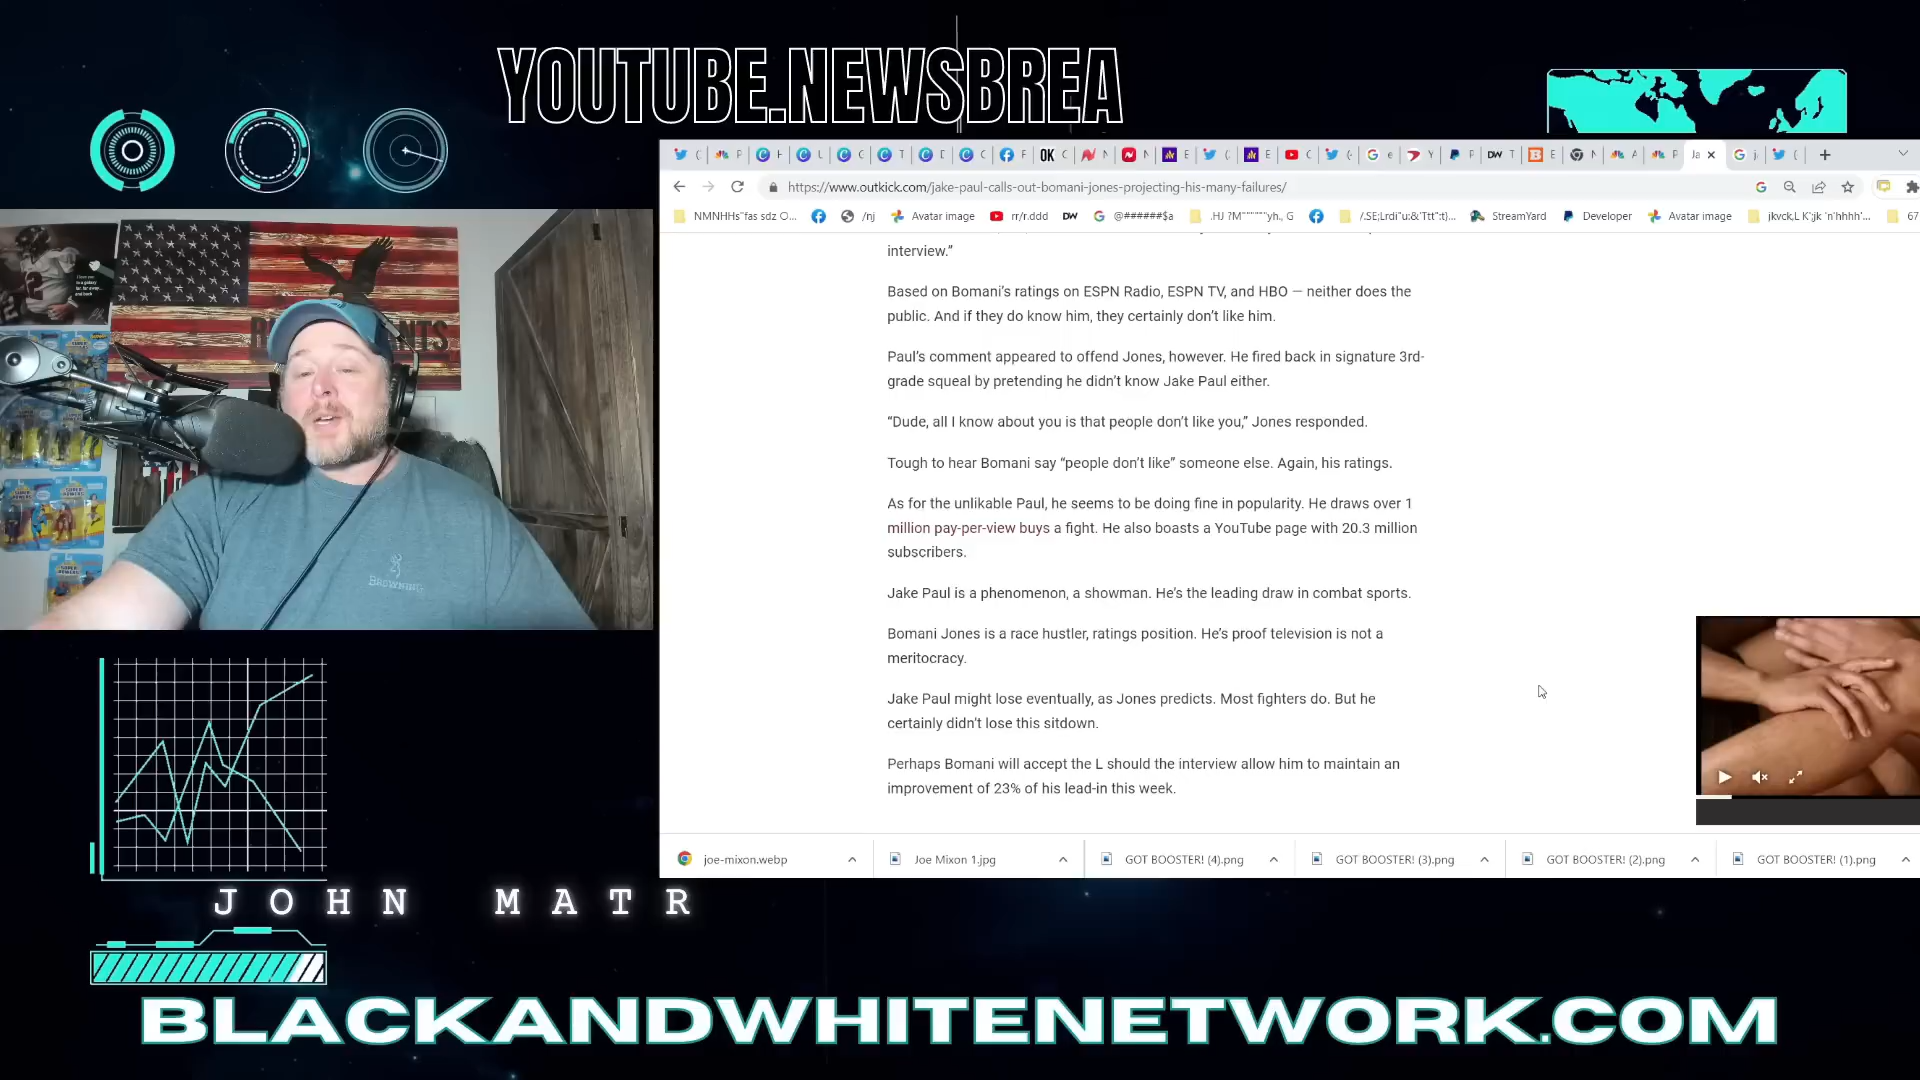 YOUTUBE.NEWSBREA
https://www.outkick.com/jake-paul-calls-out-bomani-jones-projecting-his-many-failures/
NMNHHs"fas sdz O...
/nj
Avatar image
rr/r.ddd
@######$a
StreamYard
Developer
Avatar image
67
interview.”
Based on Bomani’s ratings on ESPN Radio, ESPN TV, and HBO — neither does the
public. And if they do know him, they certainly don’t like him.
Paul’s comment appeared to offend Jones, however. He fired back in signature 3rd-
grade squeal by pretending he didn’t know Jake Paul either.
“Dude, all I know about you is that people don’t like you,” Jones responded.
Tough to hear Bomani say “people don’t like” someone else. Again, his ratings.
As for the unlikable Paul, he seems to be doing fine in popularity. He draws over 1
million pay-per-view buys a fight. He also boasts a YouTube page with 20.3 million
subscribers.
Jake Paul is a phenomenon, a showman. He’s the leading draw in combat sports.
Bomani Jones is a race hustler, ratings position. He’s proof television is not a
meritocracy.
Jake Paul might lose eventually, as Jones predicts. Most fighters do. But he
certainly didn’t lose this sitdown.
Perhaps Bomani will accept the L should the interview allow him to maintain an
improvement of 23% of his lead-in this week.
joe-mixon.webp
Joe Mixon 1.jpg
GOT BOOSTER! (4).png
GOT BOOSTER! (3).png
GOT BOOSTER! (2).png
GOT BOOSTER! (1).png
BROWNING
JOHN MATR
BLACKANDWHITENETWORK.COM